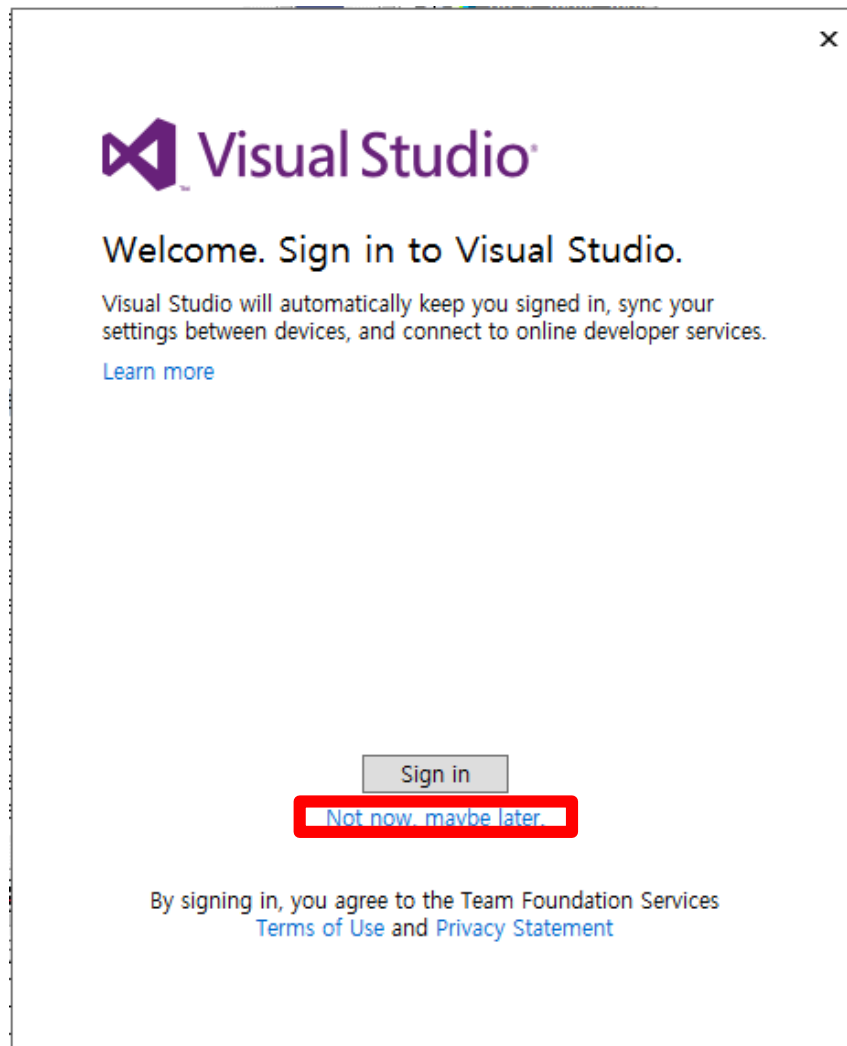 Visual Studio
Welcome. Sign in to Visual Studio.
Visual Studio will automatically keep you signed in, sync your
settings between devices, and connect to online developer services.
Learn more
Sign in
Not now, maybe later.
By signing in, you agree to the Team Foundation Services
Terms of Use and Privacy Statement